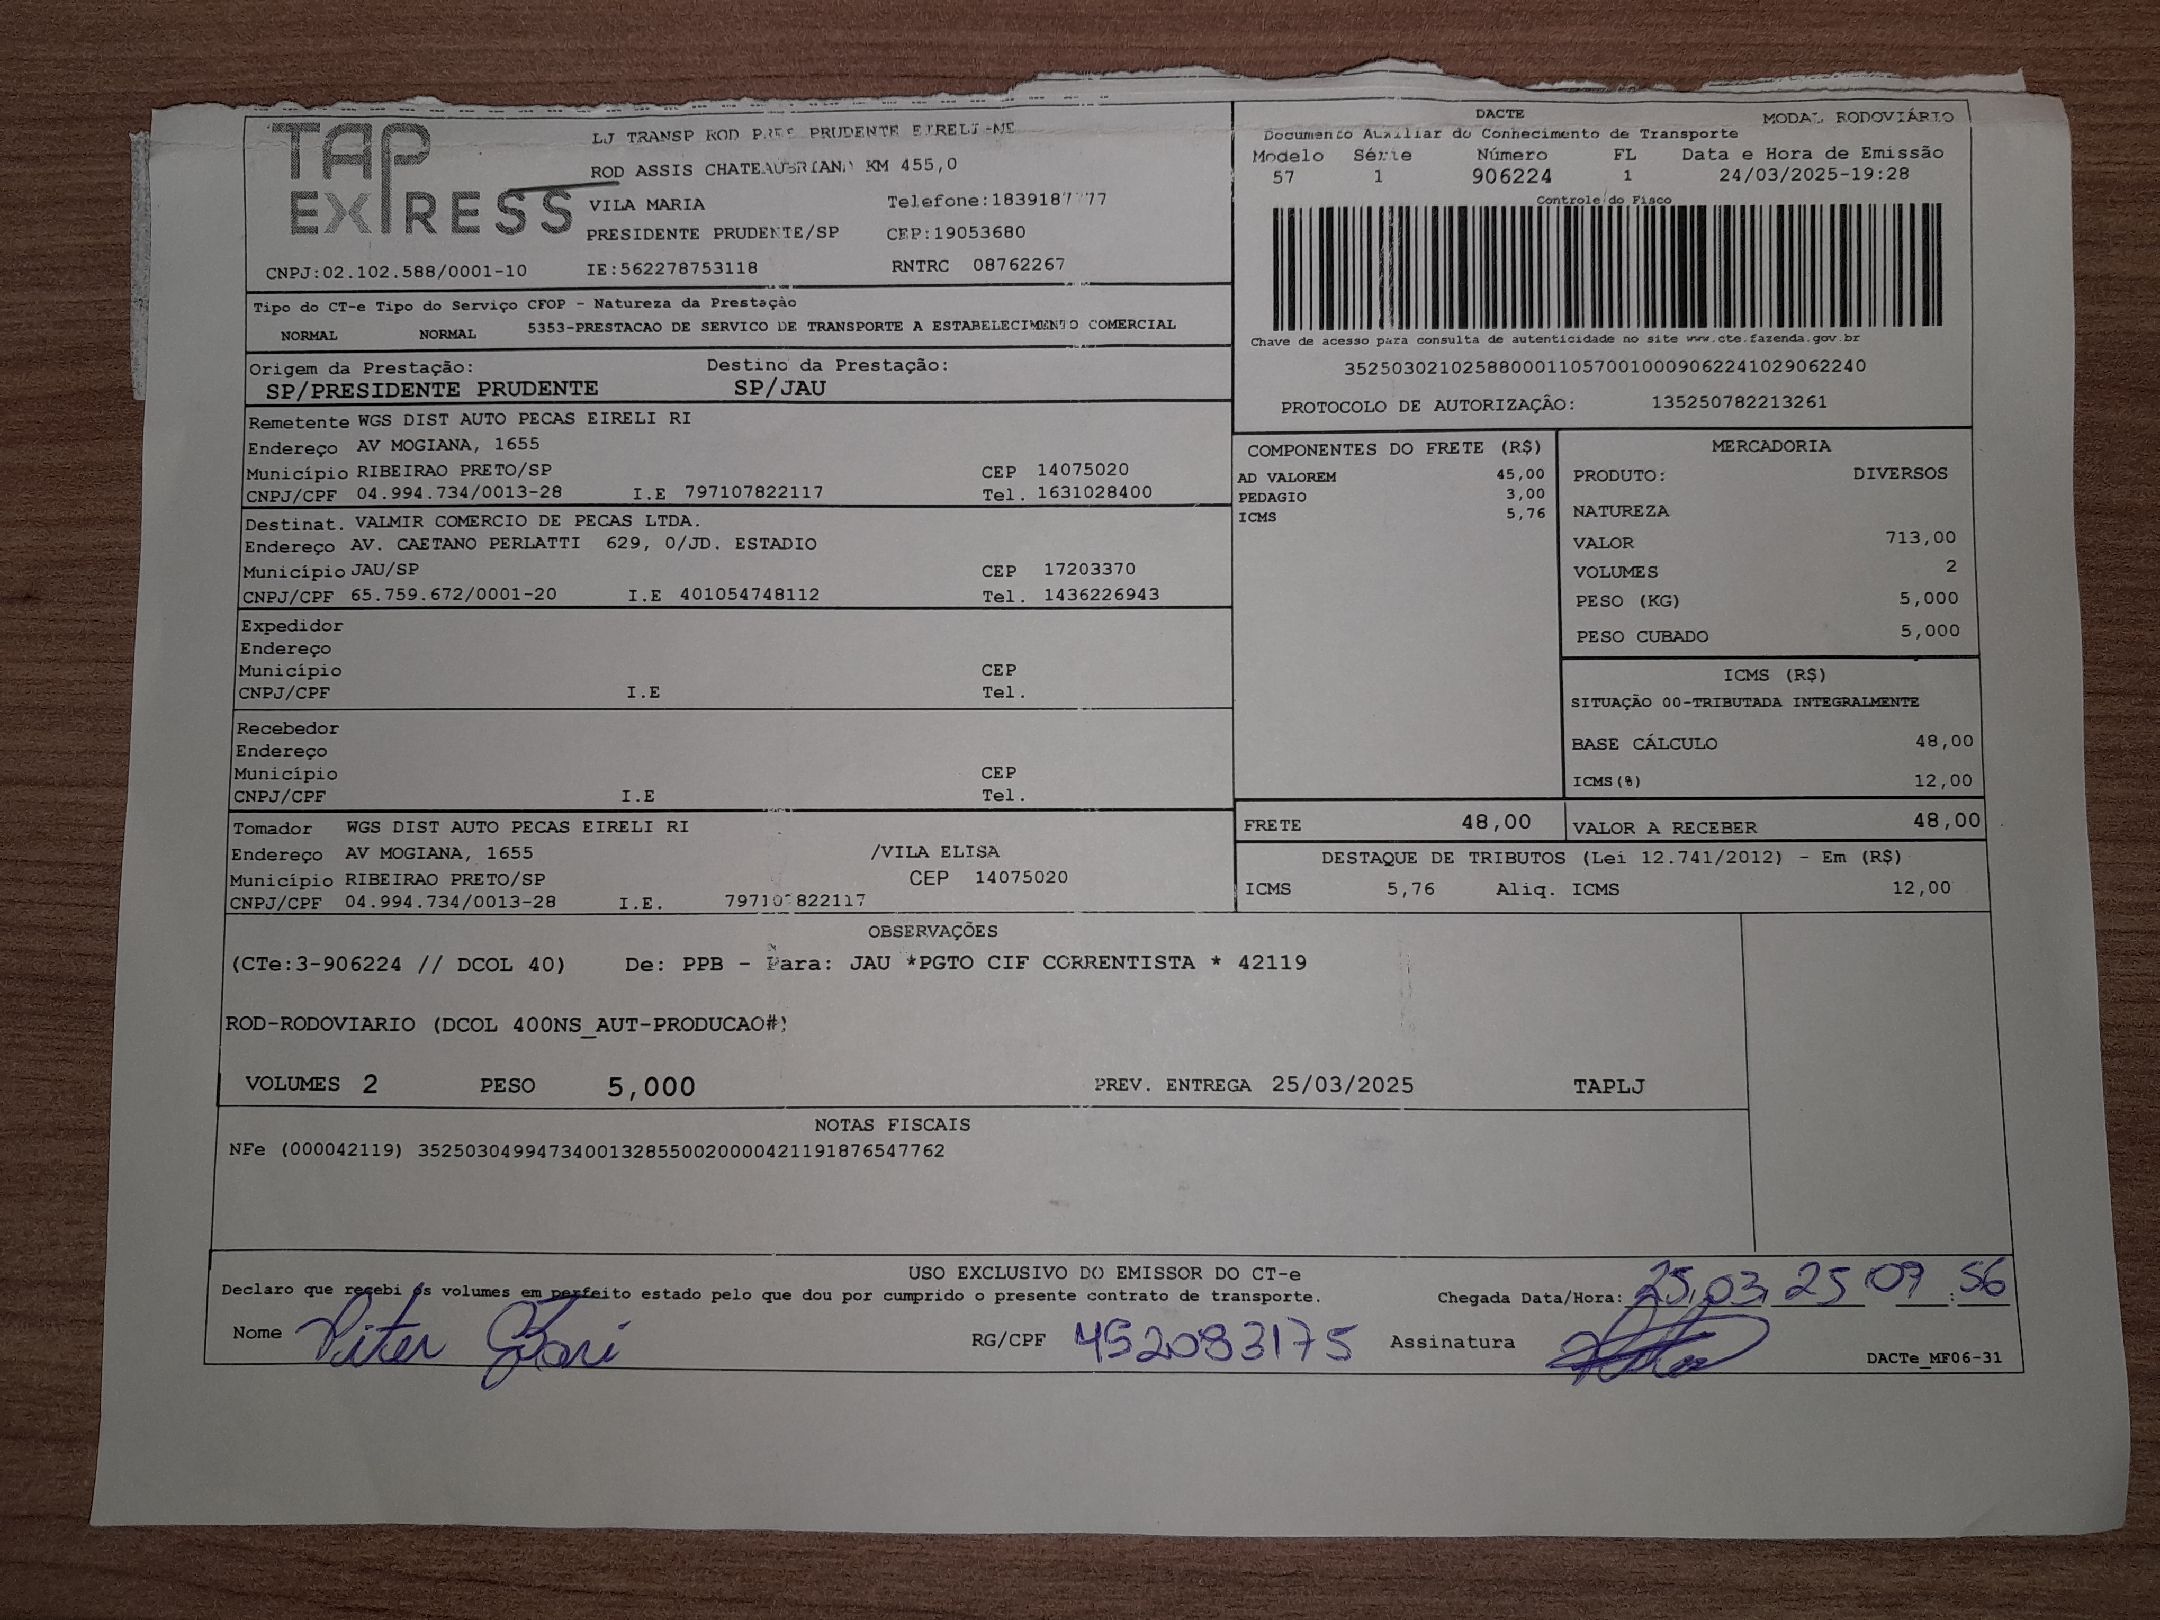 TAP EXPRESS
LJ TRANSP ROD PRES PRUDENTE EIRELI-ME
ROD ASSIS CHATEAUBRIAND KM 455,0
VILA MARIA Telefone:1839187777
PRESIDENTE PRUDENTE/SP CEP:19053680
CNPJ:02.102.588/0001-10 IE:562278753118 RNTRC 08762267
DACTE MODAL RODOVIÁRIO
Documento Auxiliar do Conhecimento de Transporte
Modelo Série Número FL Data e Hora de Emissão
57 1 906224 1 24/03/2025-19:28
Controle do Fisco
Chave de acesso para consulta de autenticidade no site www.cte.fazenda.gov.br
35250302102588000110570010009062241029062240
PROTOCOLO DE AUTORIZAÇÃO: 135250782213261
Tipo do CT-e Tipo do Serviço CFOP - Natureza da Prestação
NORMAL NORMAL 5353-PRESTACAO DE SERVICO DE TRANSPORTE A ESTABELECIMENTO COMERCIAL
Origem da Prestação: Destino da Prestação:
SP/PRESIDENTE PRUDENTE SP/JAU
Remetente WGS DIST AUTO PECAS EIRELI RI
Endereço AV MOGIANA, 1655
Município RIBEIRAO PRETO/SP CEP 14075020
CNPJ/CPF 04.994.734/0013-28 I.E 797107822117 Tel. 1631028400
Destinat. VALMIR COMERCIO DE PECAS LTDA.
Endereço AV. CAETANO PERLATTI 629, 0/JD. ESTADIO
Município JAU/SP CEP 17203370
CNPJ/CPF 65.759.672/0001-20 I.E 401054748112 Tel. 1436226943
Expedidor
Endereço
Município CEP
CNPJ/CPF I.E Tel.
Recebedor
Endereço
Município CEP
CNPJ/CPF I.E Tel.
Tomador WGS DIST AUTO PECAS EIRELI RI
Endereço AV MOGIANA, 1655 /VILA ELISA
Município RIBEIRAO PRETO/SP CEP 14075020
CNPJ/CPF 04.994.734/0013-28 I.E. 797107822117
COMPONENTES DO FRETE (R$)
AD VALOREM 45,00
PEDAGIO 3,00
ICMS 5,76
MERCADORIA
PRODUTO: DIVERSOS
NATUREZA
VALOR 713,00
VOLUMES 2
PESO (KG) 5,000
PESO CUBADO 5,000
ICMS (R$)
SITUAÇÃO 00-TRIBUTADA INTEGRALMENTE
BASE CÁLCULO 48,00
ICMS(%) 12,00
FRETE 48,00 VALOR A RECEBER 48,00
DESTAQUE DE TRIBUTOS (Lei 12.741/2012) - Em (R$)
ICMS 5,76 Aliq. ICMS 12,00
OBSERVAÇÕES
(CTe:3-906224 // DCOL 40) De: PPB - Para: JAU *PGTO CIF CORRENTISTA * 42119
ROD-RODOVIARIO (DCOL 400NS_AUT-PRODUCAO#)
VOLUMES 2 PESO 5,000 PREV. ENTREGA 25/03/2025 TAPLJ
NOTAS FISCAIS
NFe (000042119) 35250304994734001328550020000421191876547762
USO EXCLUSIVO DO EMISSOR DO CT-e
Declaro que recebi os volumes em perfeito estado pelo que dou por cumprido o presente contrato de transporte. Chegada Data/Hora: 25,03,25 09:56
Nome RG/CPF 452083175 Assinatura
DACTe_MF06-31